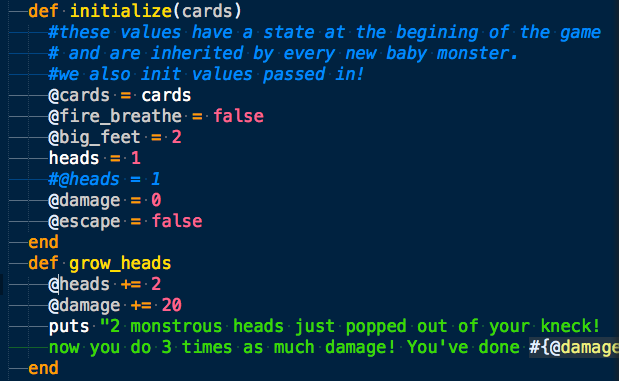 def initialize(cards)
#these values have a state at the begining of the game
# and are inherited by every new baby monster.
#we also init values passed in!
@cards = cards
@fire_breathe = false
@big_feet = 2
heads = 1
#@heads = 1
@damage = 0
@escape = false
end
def grow_heads
@heads += 2
@damage += 20
puts "2 monstrous heads just popped out of your kneck!
now you do 3 times as much damage! You've done #{@damage
end